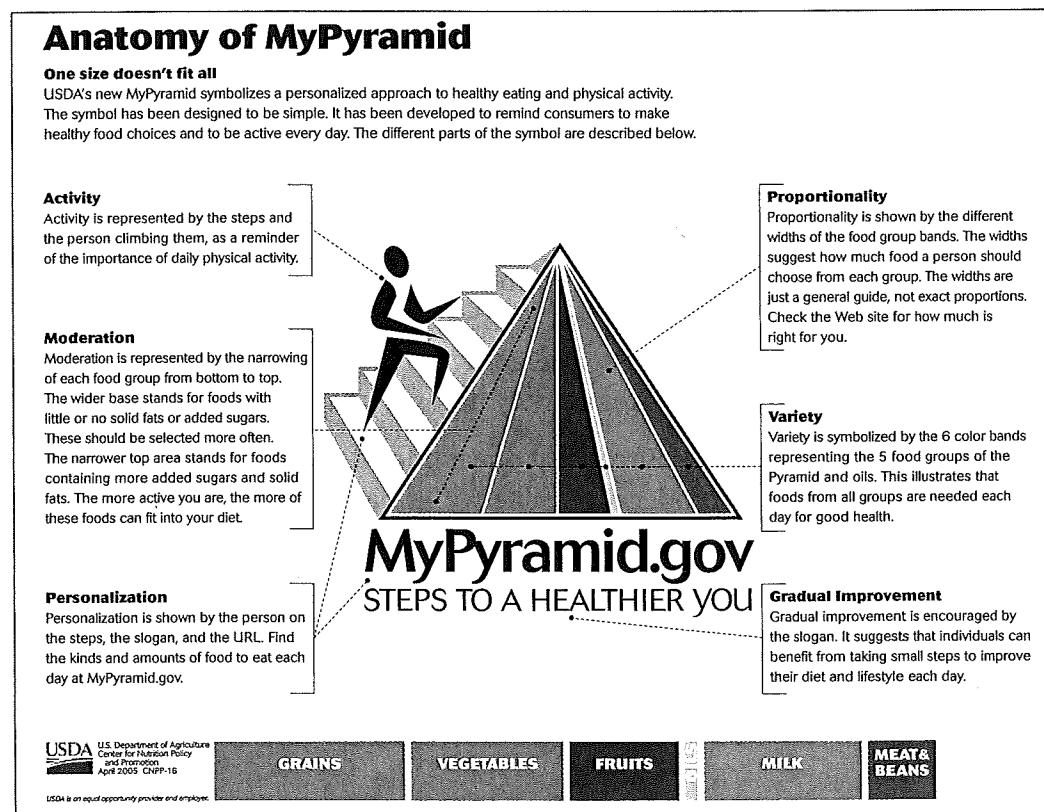 Anatomy of MyPyramid
One size doesn't fit all
USDA's new MyPyramid symbolizes a personalized approach to healthy eating and physical activity.
The symbol has been designed to be simple. It has been developed to remind consumers to make
healthy food choices and to be active every day. The different parts of the symbol are described below.
Activity
Activity is represented by the steps and
the person climbing them, as a reminder
of the importance of daily physical activity.
Moderation
Moderation is represented by the narrowing
of each food group from bottom to top.
The wider base stands for foods with
little or no solid fats or added sugars.
These should be selected more often.
The narrower top area stands for foods
containing more added sugars and solid
fats. The more active you are, the more of
these foods can fit into your diet.
Personalization
Personalization is shown by the person on
the steps, the slogan, and the URL. Find
the kinds and amounts of food to eat each
day at MyPyramid.gov.
Proportionality
Proportionality is shown by the different
widths of the food group bands. The widths
suggest how much food a person should
choose from each group. The widths are
just a general guide, not exact proportions.
Check the Web site for how much is
right for you.
Variety
Variety is symbolized by the 6 color bands
representing the 5 food groups of the
Pyramid and oils. This illustrates that
foods from all groups are needed each
day for good health.
Gradual Improvement
Gradual improvement is encouraged by
the slogan. It suggests that individuals can
benefit from taking small steps to improve
their diet and lifestyle each day.
MyPyramid.gov
STEPS TO A HEALTHIER YOU
USDA
U.S. Department of Agriculture
Center for Nutrition Policy
and Promotion
April 2005 CNPP-16
USDA is an equal opportunity provider and employer.
GRAINS
VEGETABLES
FRUITS
MILK
MEAT&
BEANS